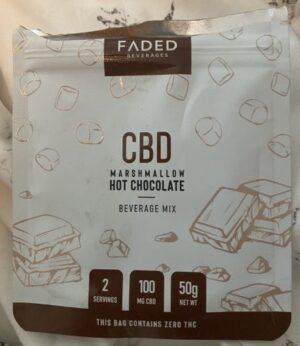 FADED
BEVERAGES
CBD
MARSHMALLOW
HOT CHOCOLATE
BEVERAGE MIX
2
SERVINGS
100
MG CBD
50g
NET WT
THIS BAG CONTAINS ZERO THC